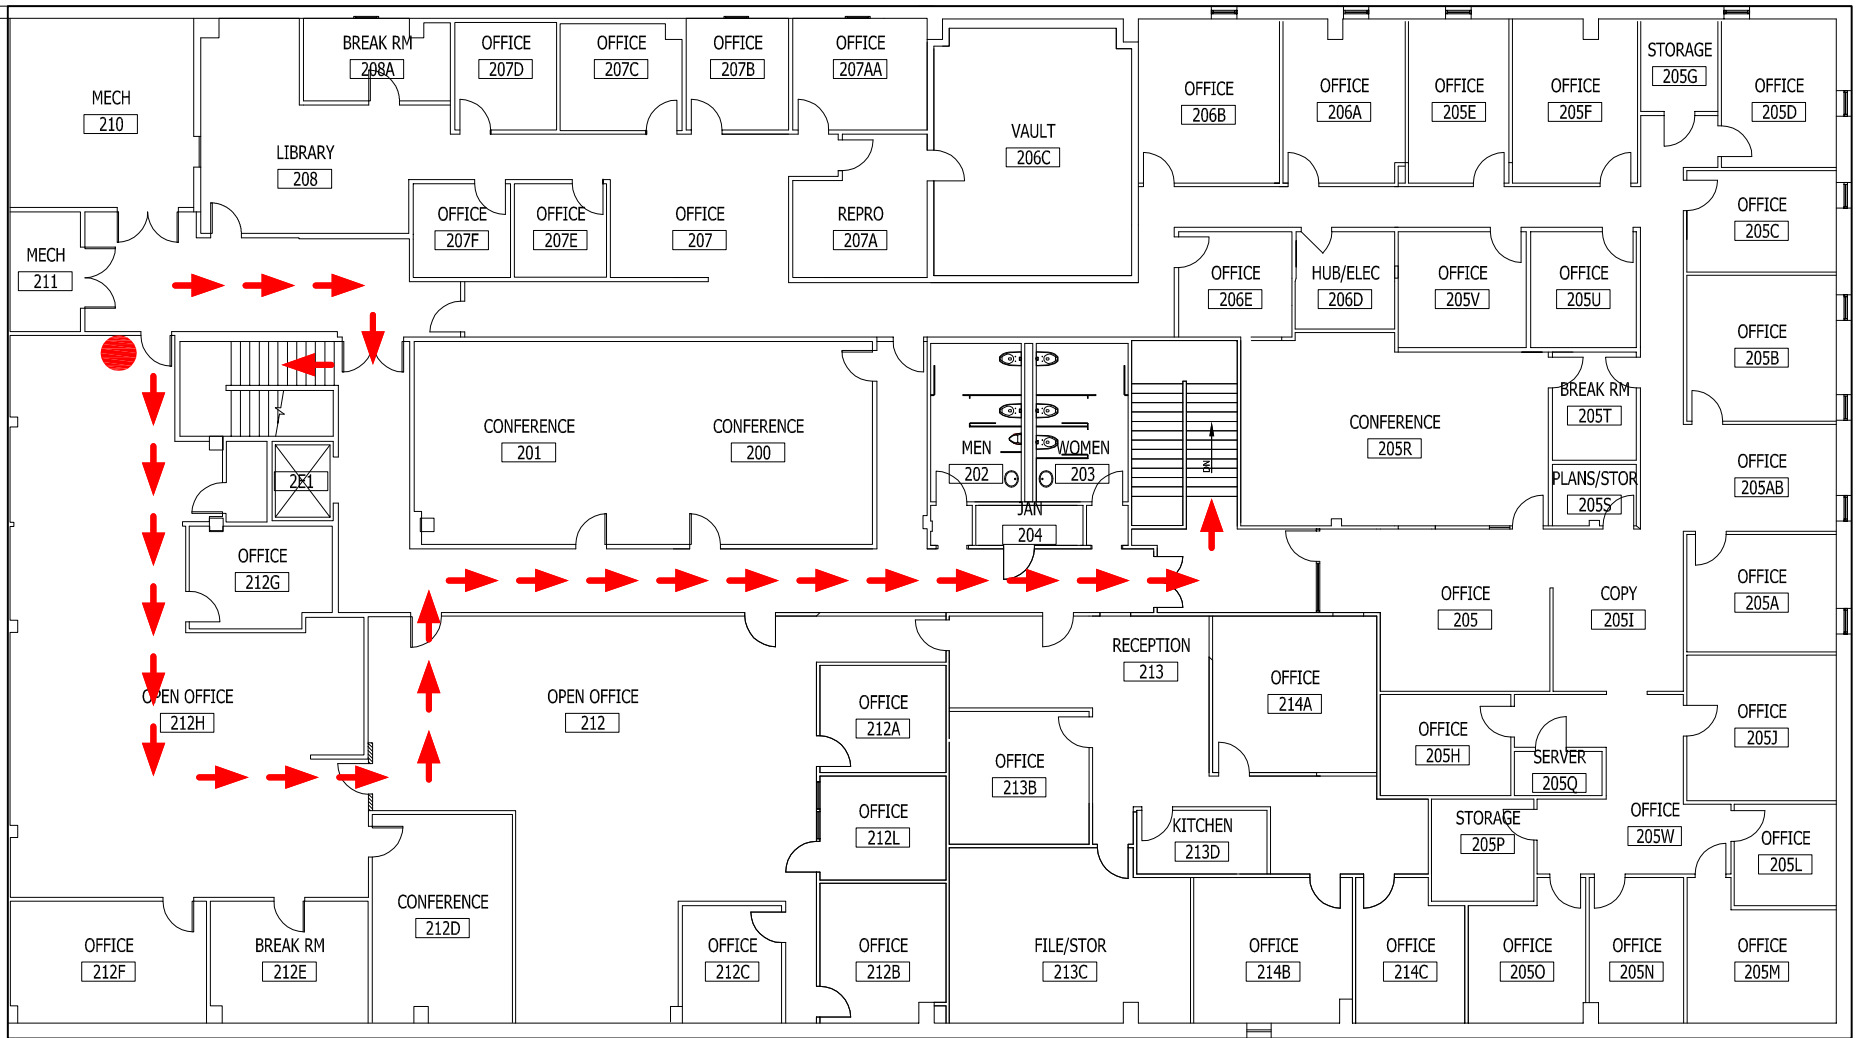 BREAK RM
208A
OFFICE
207D
OFFICE
207C
OFFICE
207B
OFFICE
207AA
STORAGE
205G
MECH
210
OFFICE
206B
OFFICE
206A
OFFICE
205E
OFFICE
205F
OFFICE
205D
LIBRARY
208
VAULT
206C
OFFICE
207F
OFFICE
207E
OFFICE
207
REPRO
207A
OFFICE
205C
MECH
211
OFFICE
206E
HUB/ELEC
206D
OFFICE
205V
OFFICE
205U
OFFICE
205B
BREAK RM
205T
CONFERENCE
201
CONFERENCE
200
CONFERENCE
205R
MEN
202
WOMEN
203
DN
2E1
PLANS/STOR
205S
OFFICE
205AB
JAN
204
OFFICE
212G
OFFICE
205
COPY
205I
OFFICE
205A
RECEPTION
213
OPEN OFFICE
212H
OPEN OFFICE
212
OFFICE
212A
OFFICE
214A
OFFICE
205H
OFFICE
205J
OFFICE
213B
SERVER
205Q
OFFICE
212L
KITCHEN
213D
STORAGE
205P
OFFICE
205W
OFFICE
205L
CONFERENCE
212D
OFFICE
212F
BREAK RM
212E
OFFICE
212C
OFFICE
212B
FILE/STOR
213C
OFFICE
214B
OFFICE
214C
OFFICE
205O
OFFICE
205N
OFFICE
205M